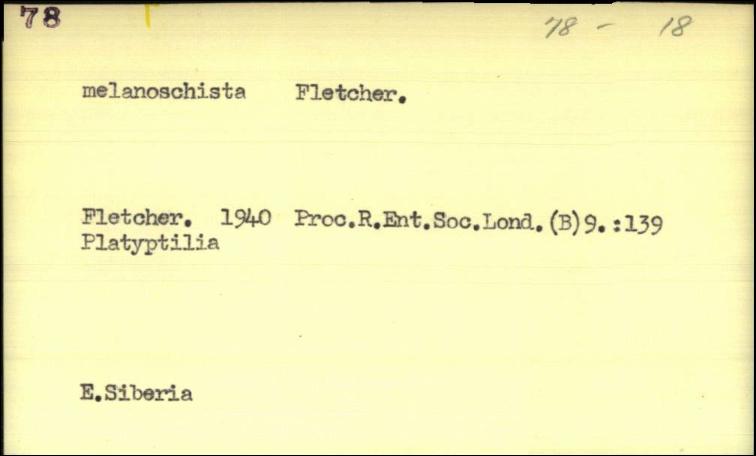 78
78 - 18
melanoschista Fletcher.
Fletcher. 1940 Proc.R.Ent.Soc.Lond.(B)9.:139
Platyptilia
E.Siberia